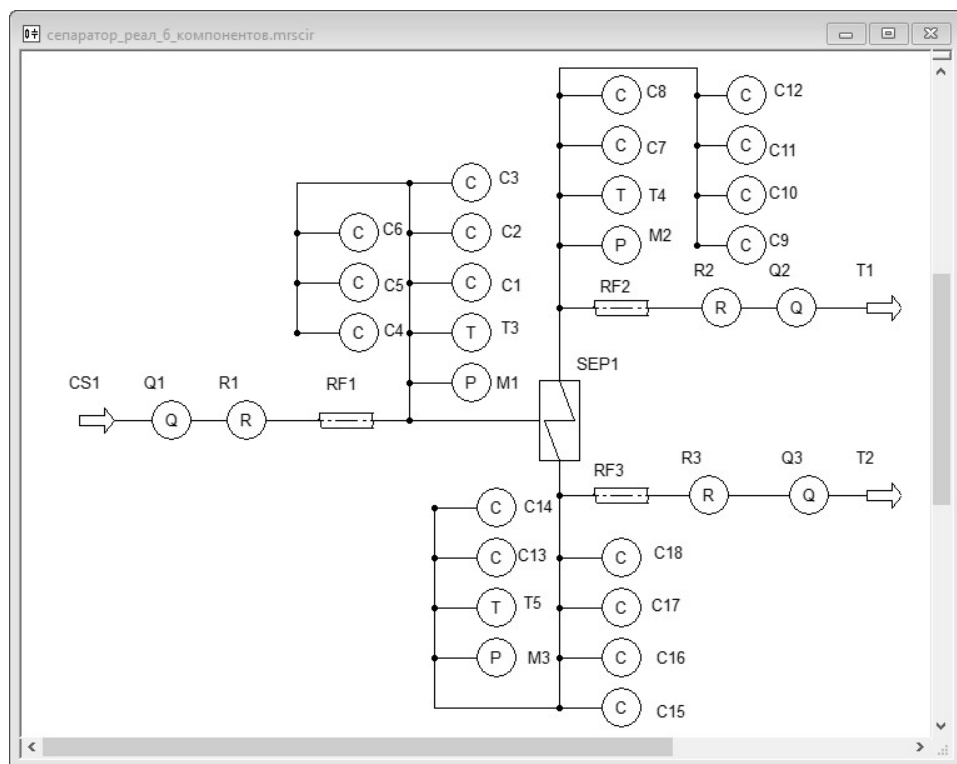 сепаратор_реал_6_компонентов.mrscir
C C8
C C12
C C7
C C11
C C3
T T4
C C10
C C6
C C2
P M2
C C9
C C5
C C1
RF2
R2
Q2
T1
R
Q
C C4
T T3
SEP1
CS1
Q1
R1
RF1
P M1
Q
R
RF3
R3
Q3
T2
R
Q
C C14
C C13
C C18
T T5
C C17
P M3
C C16
C C15